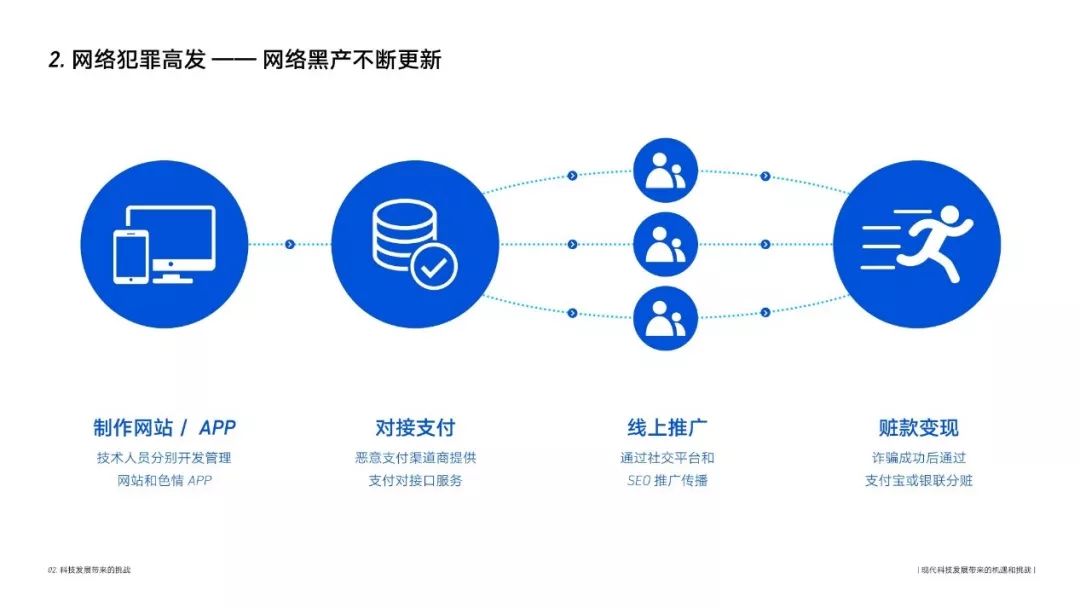 2. 网络犯罪高发 —— 网络黑产不断更新
制作网站 / APP
技术人员分别开发管理
网站和色情 APP
对接支付
恶意支付渠道商提供
支付对接口服务
线上推广
通过社交平台和
SEO 推广传播
赃款变现
诈骗成功后通过
支付宝或银联分赃
02. 科技发展带来的挑战
| 现代科技发展带来的机遇和挑战 |